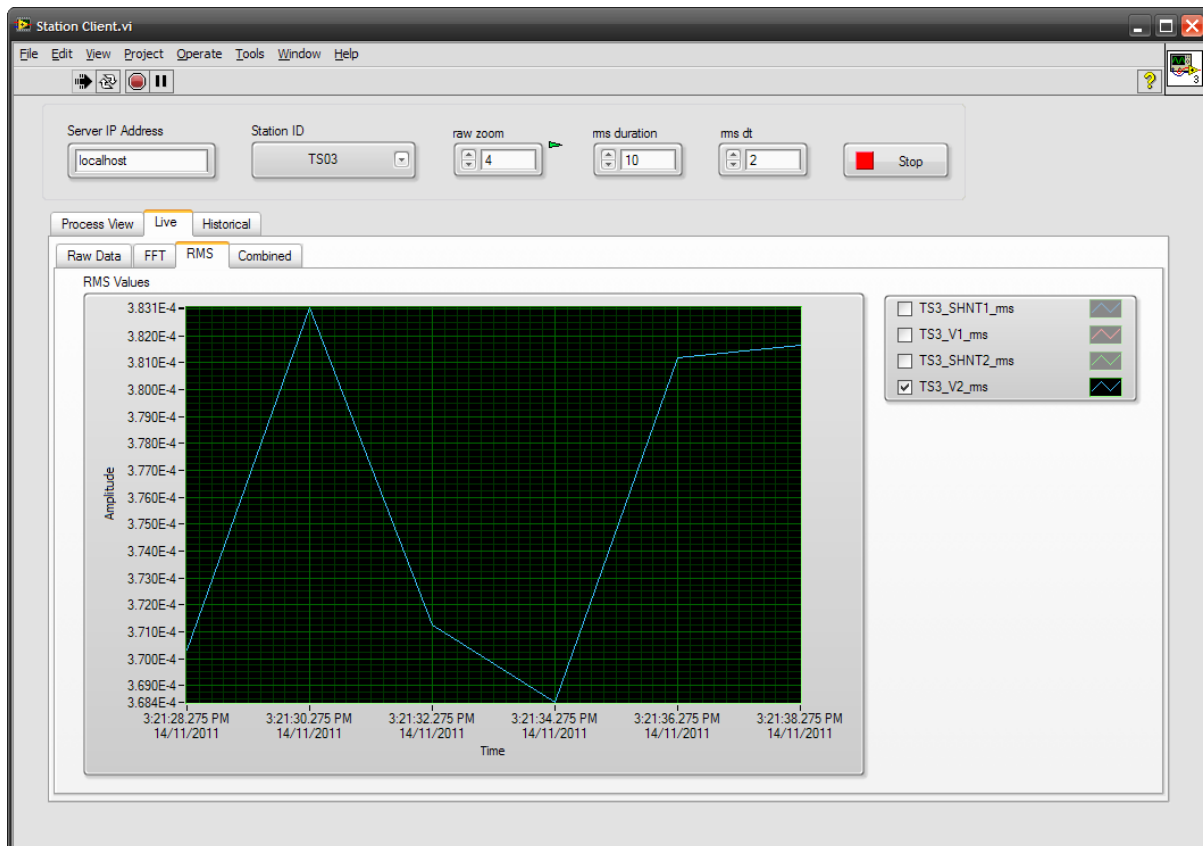 Station Client.vi
File Edit View Project Operate Tools Window Help
?
3
Server IP Address
localhost
Station ID
TS03
raw zoom
4
rms duration
10
rms dt
2
Stop
Process View Live Historical
Raw Data FFT RMS Combined
RMS Values
3.831E-4
3.820E-4
3.810E-4
3.800E-4
3.790E-4
3.780E-4
3.770E-4
3.760E-4
3.750E-4
3.740E-4
3.730E-4
3.720E-4
3.710E-4
3.700E-4
3.690E-4
3.684E-4
Amplitude
3:21:28.275 PM 3:21:30.275 PM 3:21:32.275 PM 3:21:34.275 PM 3:21:36.275 PM 3:21:38.275 PM
14/11/2011 14/11/2011 14/11/2011 14/11/2011 14/11/2011 14/11/2011
Time
TS3_SHNT1_rms
TS3_V1_rms
TS3_SHNT2_rms
TS3_V2_rms